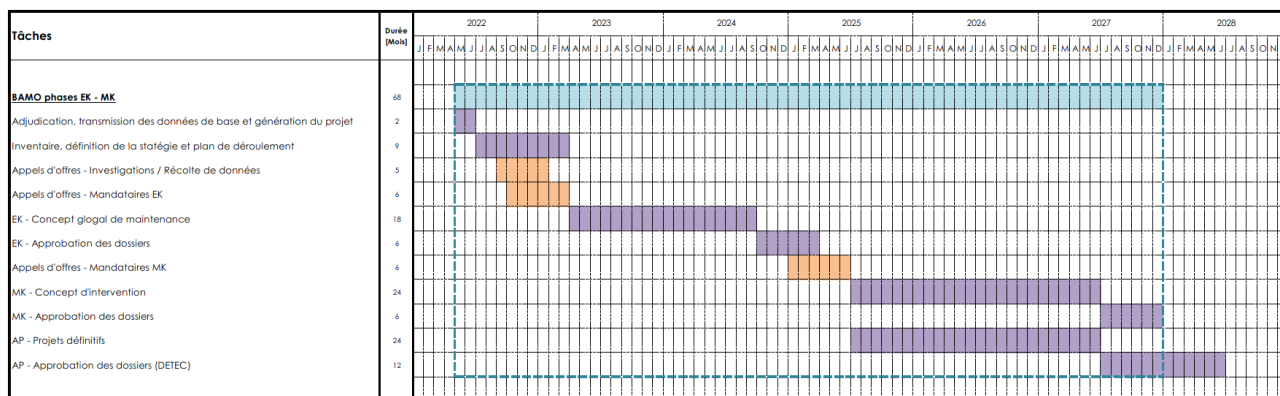 Tâches
Durée
[Mois]
2022 2023 2024 2025 2026 2027 2028
J F M A M J J A S O N D J F M A M J J A S O N D J F M A M J J A S O N D J F M A M J J A S O N D J F M A M J J A S O N D J F M A M J J A S O N D J F M A M J J A S O N
BAMO phases EK - MK 68
Adjudication, transmission des données de base et génération du projet 2
Inventaire, définition de la statégie et plan de déroulement 9
Appels d'offres - Investigations / Récolte de données 5
Appels d'offres - Mandataires EK 6
EK - Concept glogal de maintenance 18
EK - Approbation des dossiers 6
Appels d'offres - Mandataires MK 6
MK - Concept d'intervention 24
MK - Approbation des dossiers 6
AP - Projets définitifs 24
AP - Approbation des dossiers (DETEC) 12